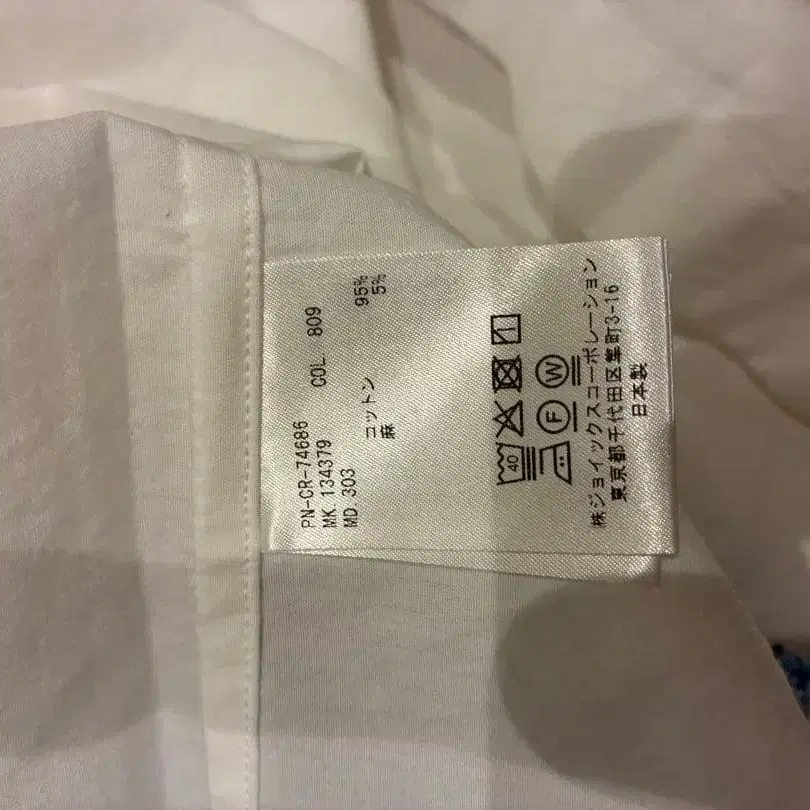 PN-CR-74686
MK. 134379 COL. 809
MD. 303
コットン 95%
麻 5%
40
F W
㈱ジョイックスコーポレーション
東京都千代田区隼町3-16
日本製